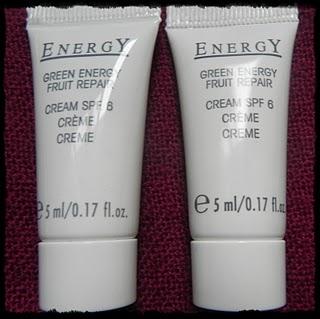 ENERGY
GREEN ENERGY
FRUIT REPAIR
CREAM SPF 6
CRÈME
CREME
e 5 ml/0.17 fl.oz.
ENERGY
GREEN ENERGY
FRUIT REPAIR
CREAM SPF 6
CRÈME
CREME
e 5 ml/0.17 fl.oz.